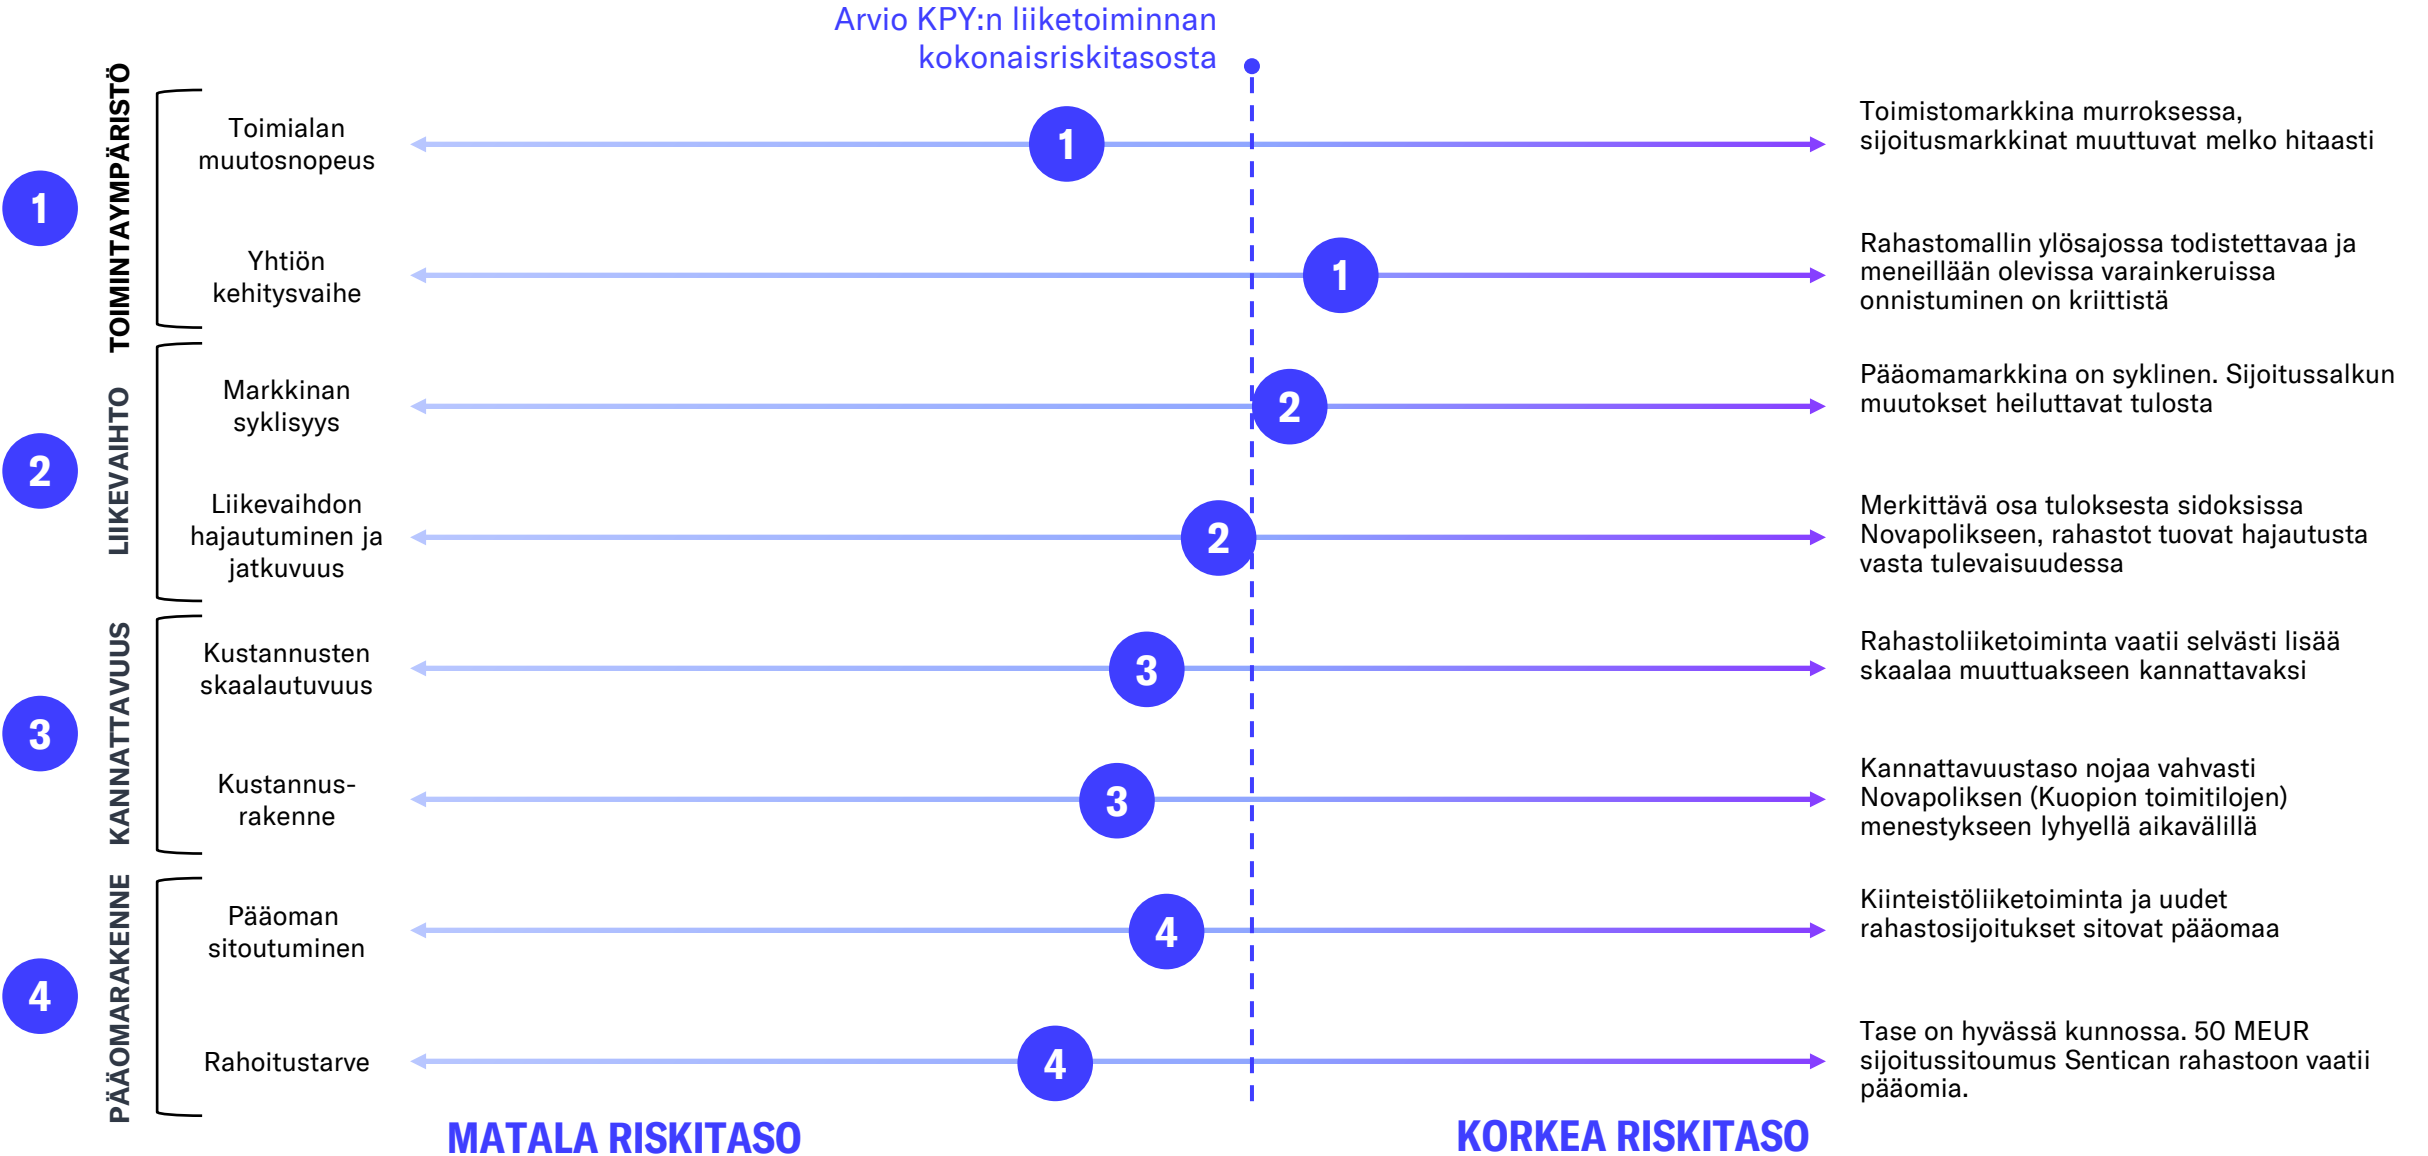 Arvio KPY:n liiketoiminnan
kokonaisriskitasosta
1
TOIMINTAYMPÄRISTÖ
Toimialan
muutosnopeus
1
Toimistomarkkina murroksessa,
sijoitusmarkkinat muuttuvat melko hitaasti
Yhtiön
kehitysvaihe
1
Rahastomallin ylösajossa todistettavaa ja
meneillään olevissa varainkeruissa
onnistuminen on kriittistä
2
LIIKEVAIHTO
Markkinan
syklisyys
2
Pääomamarkkina on syklinen. Sijoitussalkun
muutokset heiluttavat tulosta
Liikevaihdon
hajautuminen ja
jatkuvuus
2
Merkittävä osa tuloksesta sidoksissa
Novapolikseen, rahastot tuovat hajautusta
vasta tulevaisuudessa
3
KANNATTAVUUS
Kustannusten
skaalautuvuus
3
Rahastoliiketoiminta vaatii selvästi lisää
skaalaa muuttuakseen kannattavaksi
Kustannus-
rakenne
3
Kannattavuustaso nojaa vahvasti
Novapoliksen (Kuopion toimitilojen)
menestykseen lyhyellä aikavälillä
4
PÄÄOMARAKENNE
Pääoman
sitoutuminen
4
Kiinteistöliiketoiminta ja uudet
rahastosijoitukset sitovat pääomaa
Rahoitustarve
4
Tase on hyvässä kunnossa. 50 MEUR
sijoitussitoumus Sentican rahastoon vaatii
pääomia.
MATALA RISKITASO
KORKEA RISKITASO